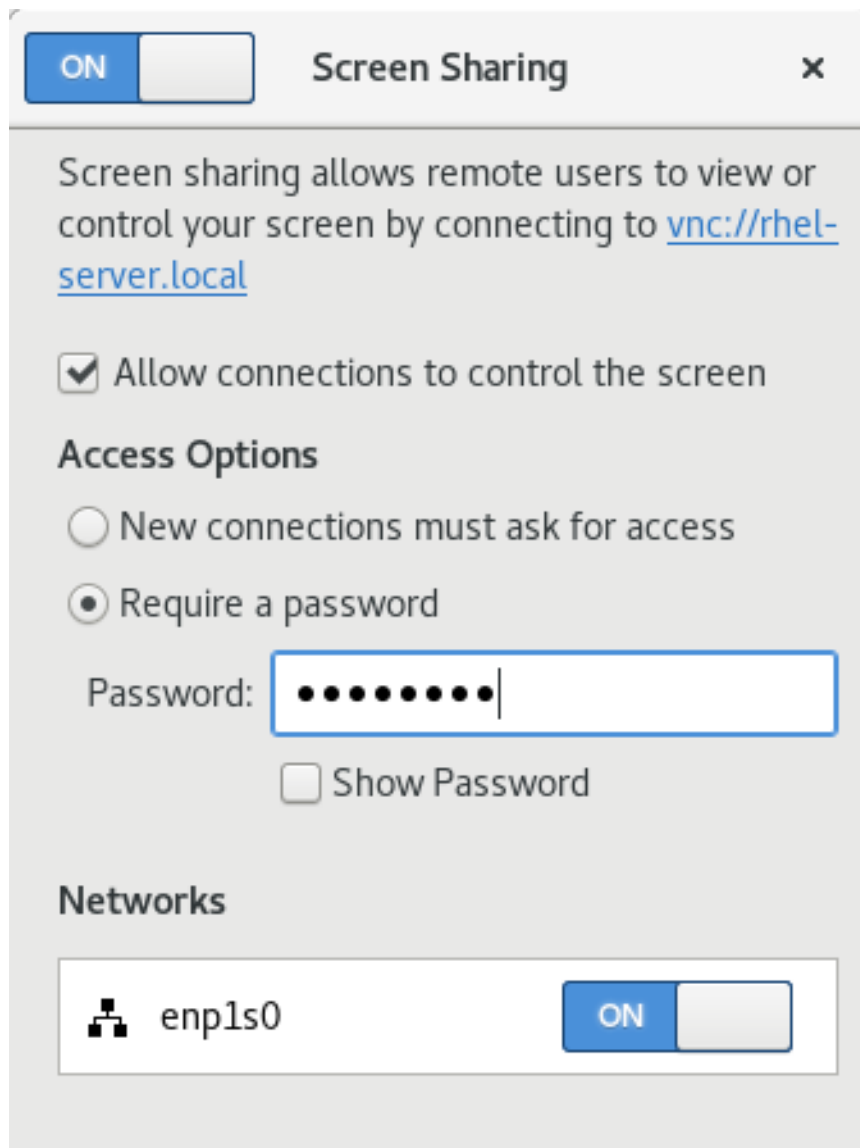 ON Screen Sharing ×
Screen sharing allows remote users to view or
control your screen by connecting to vnc://rhel-
server.local
Allow connections to control the screen
Access Options
New connections must ask for access
Require a password
Password: ••••••••
Show Password
Networks
enp1s0 ON